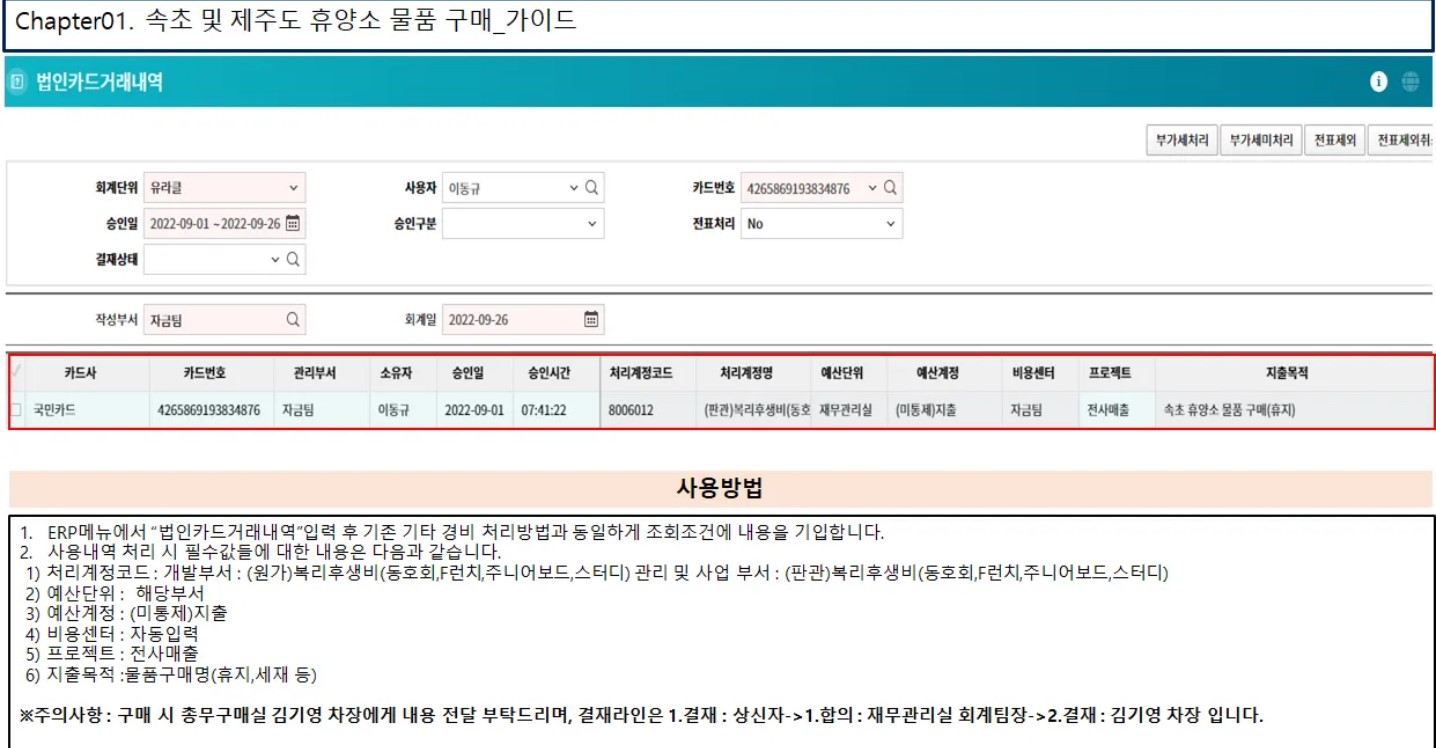 Chapter01. 속초 및 제주도 휴양소 물품 구매_가이드
법인카드거래내역
부가세처리 부가세미처리 전표제외 전표제외취
회계단위 유라클 사용자 이동규 카드번호 4265869193834876
승인일 2022-09-01 ~ 2022-09-26 승인구분 전표처리 No
결재상태
작성부서 자금팀 회계일 2022-09-26
카드사 카드번호 관리부서 소유자 승인일 승인시간 처리계정코드 처리계정명 예산단위 예산계정 비용센터 프로젝트 지출목적
국민카드 4265869193834876 자금팀 이동규 2022-09-01 07:41:22 8006012 (판관)복리후생비(동호 재무관리실 (미통제)지출 자금팀 전사매출 속초 휴양소 물품 구매(휴지)
사용방법
1. ERP메뉴에서 “법인카드거래내역”입력 후 기존 기타 경비 처리방법과 동일하게 조회조건에 내용을 기입합니다.
2. 사용내역 처리 시 필수값들에 대한 내용은 다음과 같습니다.
1) 처리계정코드 : 개발부서 : (원가)복리후생비(동호회,F런치,주니어보드,스터디) 관리 및 사업 부서 : (판관)복리후생비(동호회,F런치,주니어보드,스터디)
2) 예산단위 : 해당부서
3) 예산계정 : (미통제)지출
4) 비용센터 : 자동입력
5) 프로젝트 : 전사매출
6) 지출목적 :물품구매명(휴지,세재 등)
※주의사항 : 구매 시 총무구매실 김기영 차장에게 내용 전달 부탁드리며, 결재라인은 1.결재 : 상신자->1.합의 : 재무관리실 회계팀장->2.결재 : 김기영 차장 입니다.